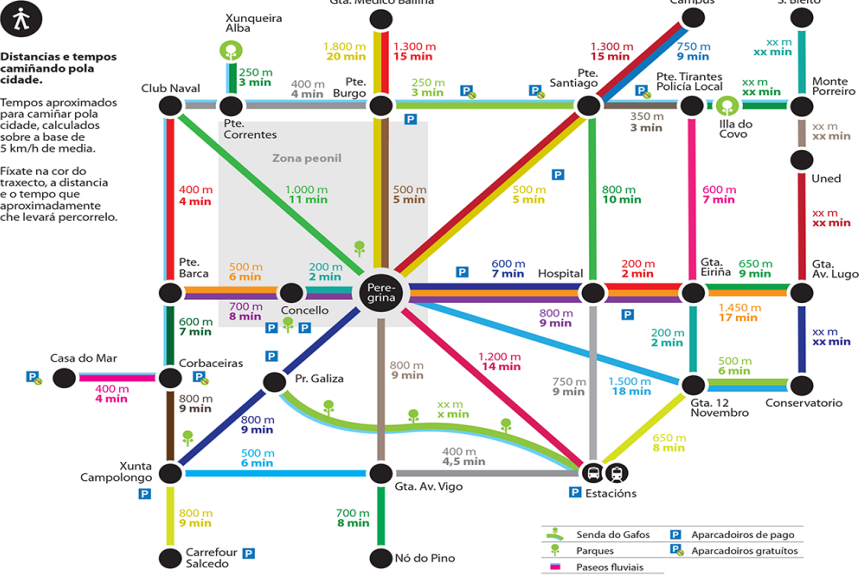 Distancias e tempos
camiñando pola
cidade.
Tempos aproximados
para camiñar pola
cidade, calculados
sobre a base de
5 km/h de media.
Fíxate na cor do
traxecto, a distancia
e o tempo que
aproximadamente
che levará percorrelo.
Xunqueira
Alba
Gta. Médico Ballina
Campus
S. Bieito
250 m
3 min
1.800 m
20 min
1.300 m
15 min
1.300 m
15 min
750 m
9 min
xx m
xx min
Club Naval
400 m
4 min
Pte.
Burgo
250 m
3 min
P
P
Pte.
Santiago
P
Pte. Tirantes
Policía Local
xx m
xx min
Monte
Porreiro
Pte.
Correntes
P
350 m
3 min
Illa do
Covo
xx m
xx min
Zona peonil
Uned
400 m
4 min
1.000 m
11 min
500 m
5 min
500 m
5 min
P
800 m
10 min
600 m
7 min
xx m
xx min
Pte.
Barca
500 m
6 min
200 m
2 min
P
600 m
7 min
Hospital
200 m
2 min
Gta.
Eiriña
650 m
9 min
Gta.
Av. Lugo
Pere-
grina
700 m
8 min
Concello
P
P
800 m
9 min
P
1.450 m
17 min
600 m
7 min
200 m
2 min
xx m
xx min
Casa do Mar
P
400 m
4 min
Corbaceiras
P
P
Pr. Galiza
800 m
9 min
1.200 m
14 min
750 m
9 min
1.500 m
18 min
500 m
6 min
Gta. 12
Novembro
Conservatorio
800 m
9 min
800 m
9 min
xx m
x min
650 m
8 min
500 m
6 min
400 m
4,5 min
Xunta
Campolongo
P
Gta. Av. Vigo
P
Estacións
800 m
9 min
700 m
8 min
Carrefour
Salcedo
P
Nó do Pino
Senda do Gafos
P
Aparcadoiros de pago
Parques
P
Aparcadoiros gratuítos
Paseos fluviais